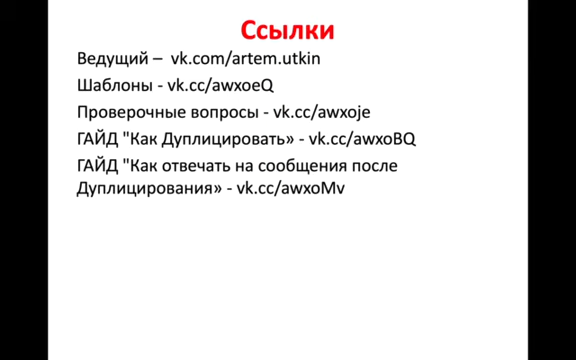 Ссылки
Ведущий – vk.com/artem.utkin
Шаблоны - vk.cc/awxoeQ
Проверочные вопросы - vk.cc/awxoje
ГАЙД "Как Дуплицировать» - vk.cc/awxoBQ
ГАЙД "Как отвечать на сообщения после
Дуплицирования» - vk.cc/awxoMv